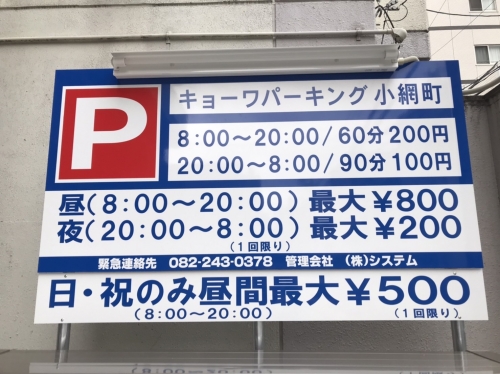 P
キョーワパーキング 小網町
8:00〜20:00/60分200円
20:00〜8:00/90分100円
昼(8:00〜20:00) 最大¥800
夜(20:00〜8:00) 最大¥200
(1回限り)
緊急連絡先 082-243-0378 管理会社 (株)システム
日・祝のみ昼間最大¥500
(8:00〜20:00) (1回限り)